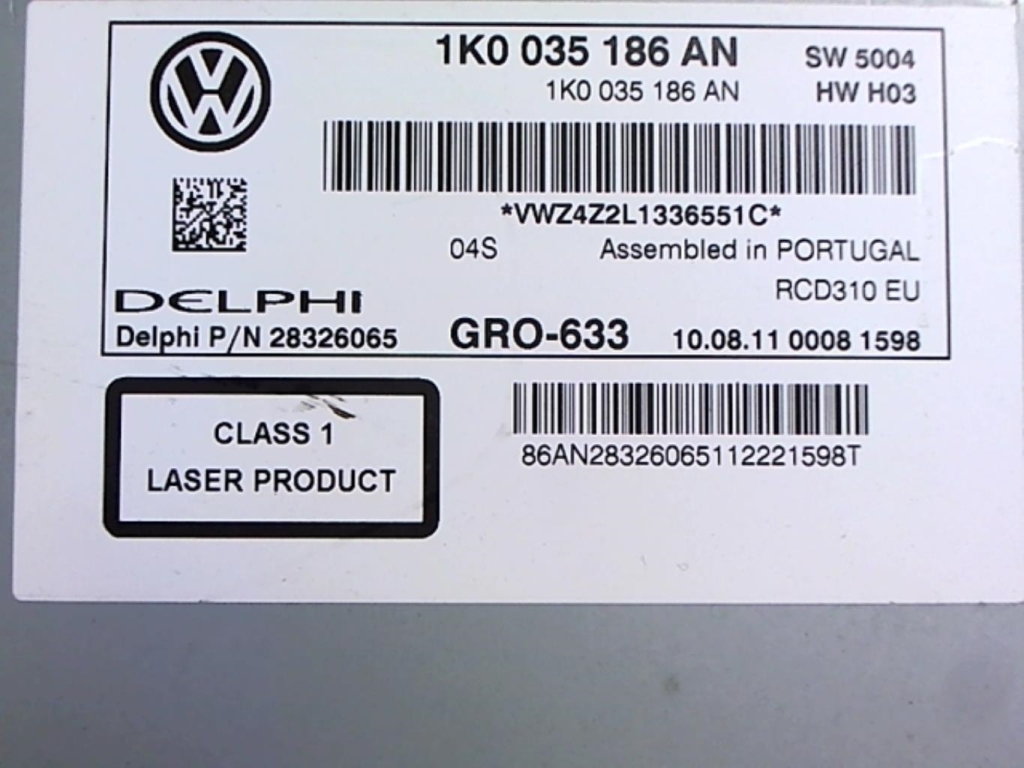 1K0 035 186 AN SW 5004
1K0 035 186 AN HW H03
*VWZ4Z2L1336551C*
04S Assembled in PORTUGAL
RCD310 EU
DELPHI
Delphi P/N 28326065 GRO-633 10.08.11 0008 1598
CLASS 1
LASER PRODUCT
86AN28326065112221598T